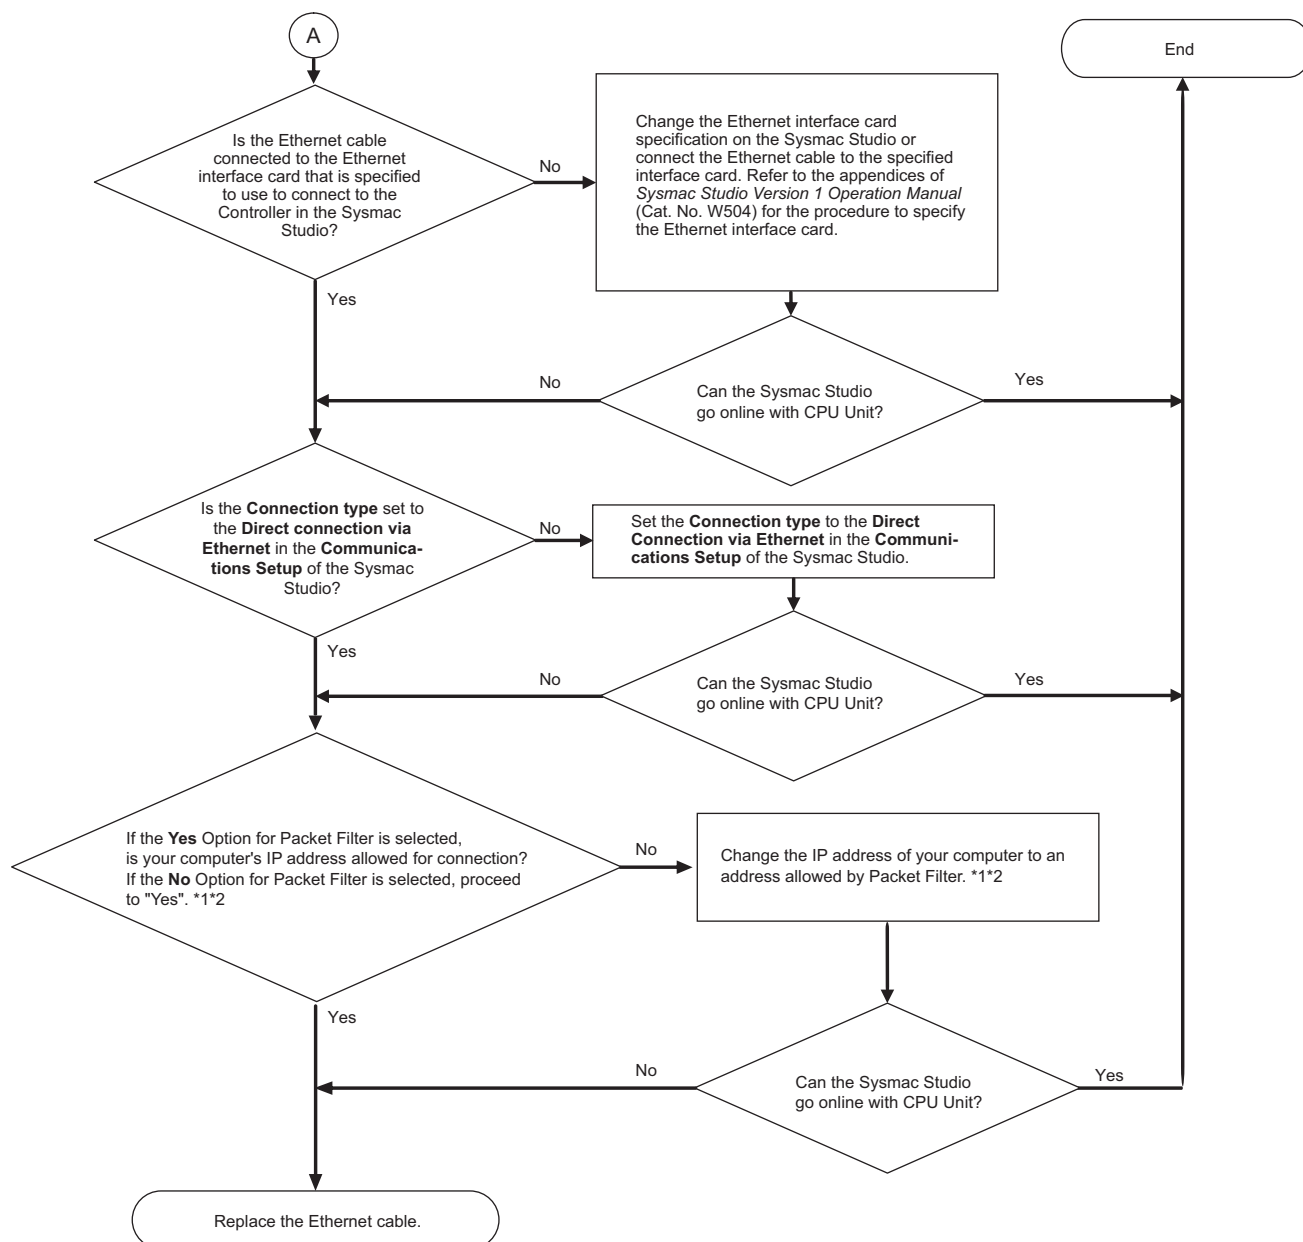 A
End
Is the Ethernet cable
connected to the Ethernet
interface card that is specified
to use to connect to the
Controller in the Sysmac
Studio?
No
Change the Ethernet interface card
specification on the Sysmac Studio or
connect the Ethernet cable to the specified
interface card. Refer to the appendices of
Sysmac Studio Version 1 Operation Manual
(Cat. No. W504) for the procedure to specify
the Ethernet interface card.
Yes
No
Can the Sysmac Studio
go online with CPU Unit?
Yes
Is the Connection type set to
the Direct connection via
Ethernet in the Communica-
tions Setup of the Sysmac
Studio?
No
Set the Connection type to the Direct
Connection via Ethernet in the Communi-
cations Setup of the Sysmac Studio.
Yes
No
Can the Sysmac Studio
go online with CPU Unit?
Yes
If the Yes Option for Packet Filter is selected,
is your computer's IP address allowed for connection?
If the No Option for Packet Filter is selected, proceed
to "Yes". *1*2
No
Change the IP address of your computer to an
address allowed by Packet Filter. *1*2
Yes
No
Can the Sysmac Studio
go online with CPU Unit?
Yes
Replace the Ethernet cable.